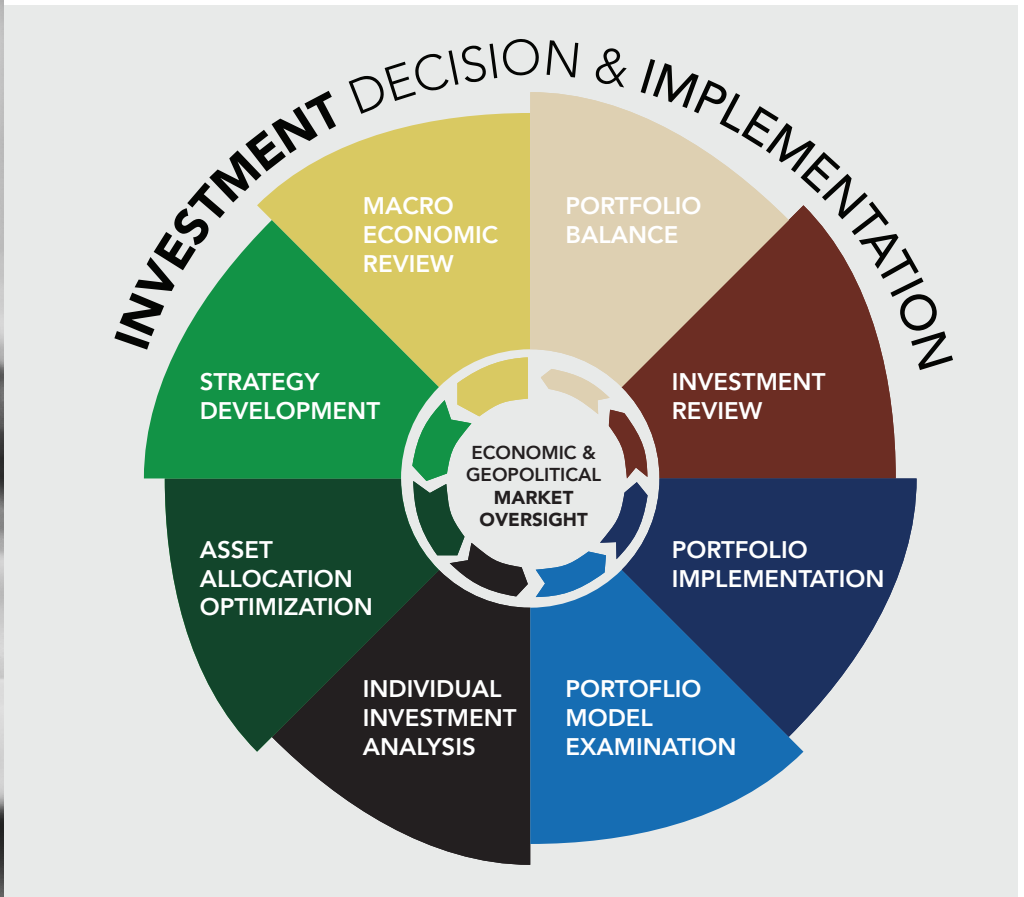 INVESTMENT DECISION & IMPLEMENTATION
MACRO
ECONOMIC
REVIEW
PORTFOLIO
BALANCE
STRATEGY
DEVELOPMENT
INVESTMENT
REVIEW
ECONOMIC &
GEOPOLITICAL
MARKET
OVERSIGHT
ASSET
ALLOCATION
OPTIMIZATION
PORTFOLIO
IMPLEMENTATION
INDIVIDUAL
INVESTMENT
ANALYSIS
PORTOFLIO
MODEL
EXAMINATION